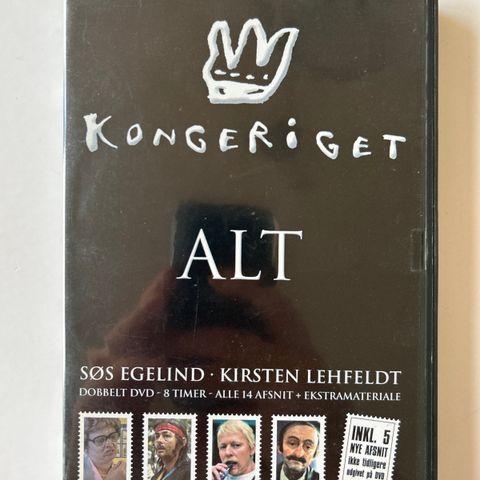 KONGERiGET
ALT
SØS EGELIND · KIRSTEN LEHFELDT
DOBBELT DVD - 8 TIMER - ALLE 14 AFSNIT + EKSTRAMATERIALE
INKL. 5
NYE AFSNIT
ikke tidligere
udgivet på DVD